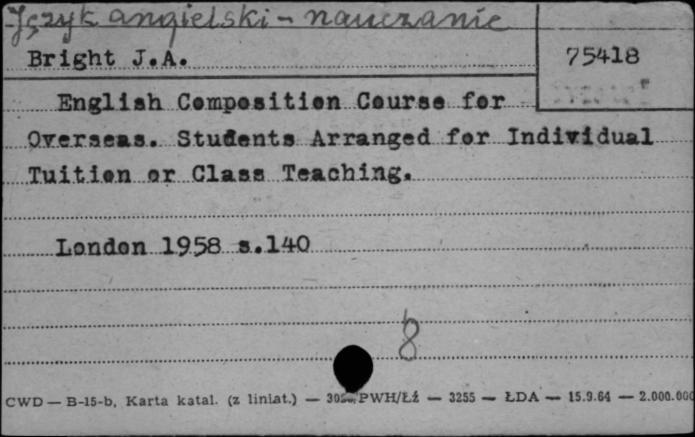 Język angielski - nauczanie
Bright J.A.
75418
English Composition Course for
Overseas. Students Arranged for Individual
Tuition or Class Teaching.
London 1958 s.140
8
CWD — B-15-b, Karta katal. (z liniat.) — PWH/Łź — 3255 — ŁDA — 15.9.64 — 2.000.000